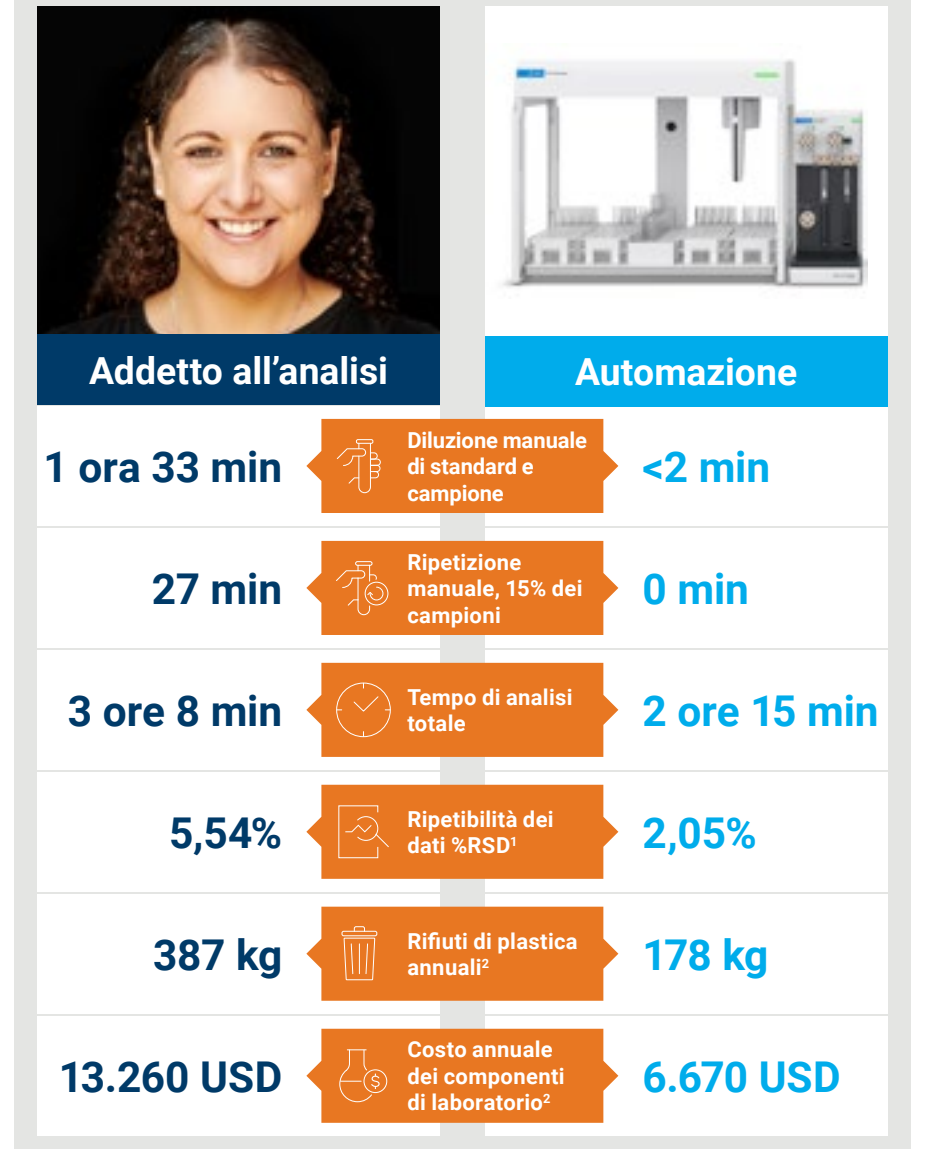 Addetto all’analisi
Automazione
1 ora 33 min
Diluzione manuale
di standard e
campione
<2 min
27 min
Ripetizione
manuale, 15% dei
campioni
0 min
3 ore 8 min
Tempo di analisi
totale
2 ore 15 min
5,54%
Ripetibilità dei
dati %RSD¹
2,05%
387 kg
Rifiuti di plastica
annuali²
178 kg
13.260 USD
Costo annuale
dei componenti
di laboratorio²
6.670 USD